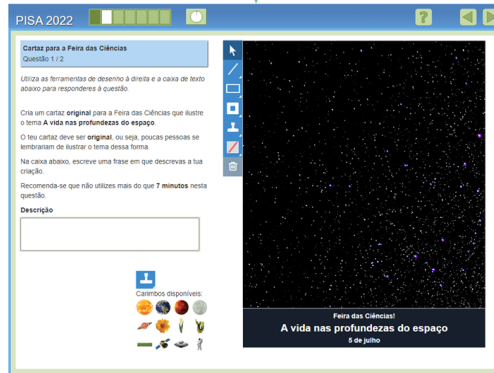 PISA 2022
?
Cartaz para a Feira das Ciências
Questão 1 / 2
Utiliza as ferramentas de desenho à direita e a caixa de texto
abaixo para responderes à questão.
Cria um cartaz original para a Feira das Ciências que ilustre
o tema A vida nas profundezas do espaço.
O teu cartaz deve ser original, ou seja, poucas pessoas se
lembrariam de ilustrar o tema dessa forma
Na caixa abaixo, escreve uma frase em que descrevas a tua
criação.
Recomenda-se que não utilizes mais do que 7 minutos nesta
questão.
Descrição
Carimbos disponíveis:
Feira das Ciências!
A vida nas profundezas do espaço
5 de julho